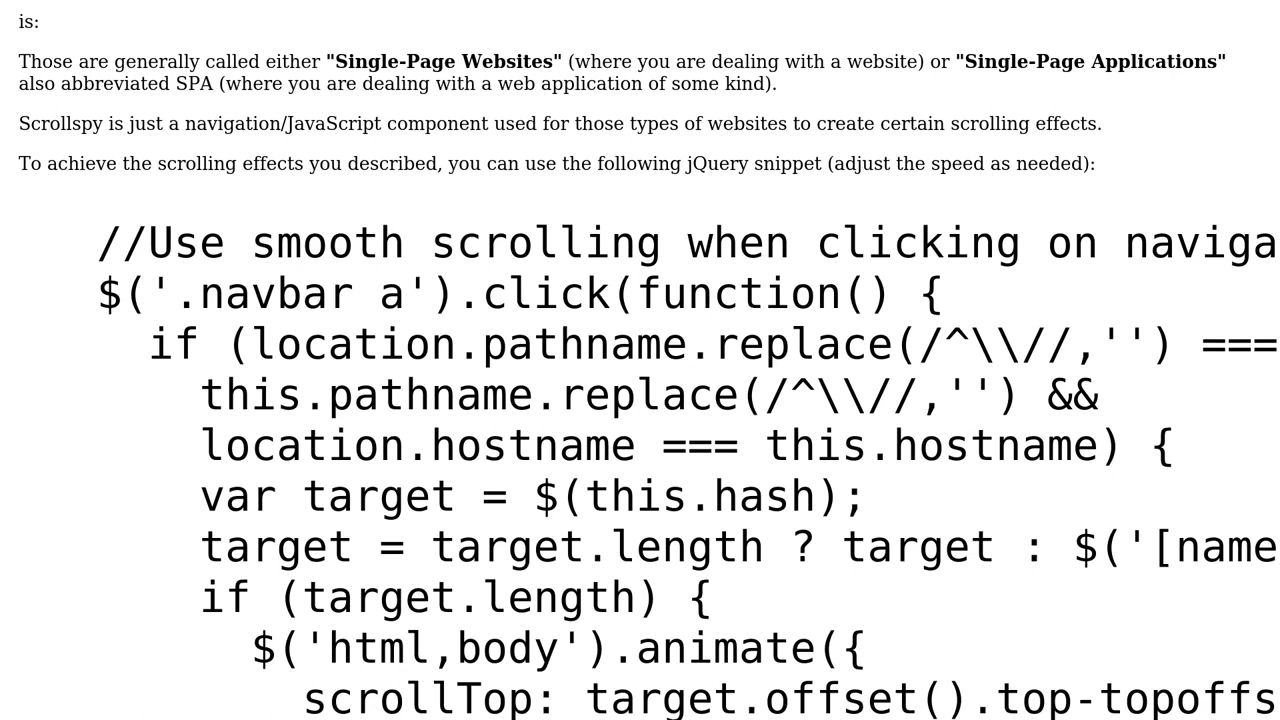 is:
Those are generally called either "Single-Page Websites" (where you are dealing with a website) or "Single-Page Applications"
also abbreviated SPA (where you are dealing with a web application of some kind).
Scrollspy is just a navigation/JavaScript component used for those types of websites to create certain scrolling effects.
To achieve the scrolling effects you described, you can use the following jQuery snippet (adjust the speed as needed):
//Use smooth scrolling when clicking on naviga
$('.navbar a').click(function() {
if (location.pathname.replace(/^\\//,'') ===
this.pathname.replace(/^\\//,'') &&
location.hostname === this.hostname) {
var target = $(this.hash);
target = target.length ? target : $('[name
if (target.length) {
$('html,body').animate({
scrollTop: target.offset().top-topoffs